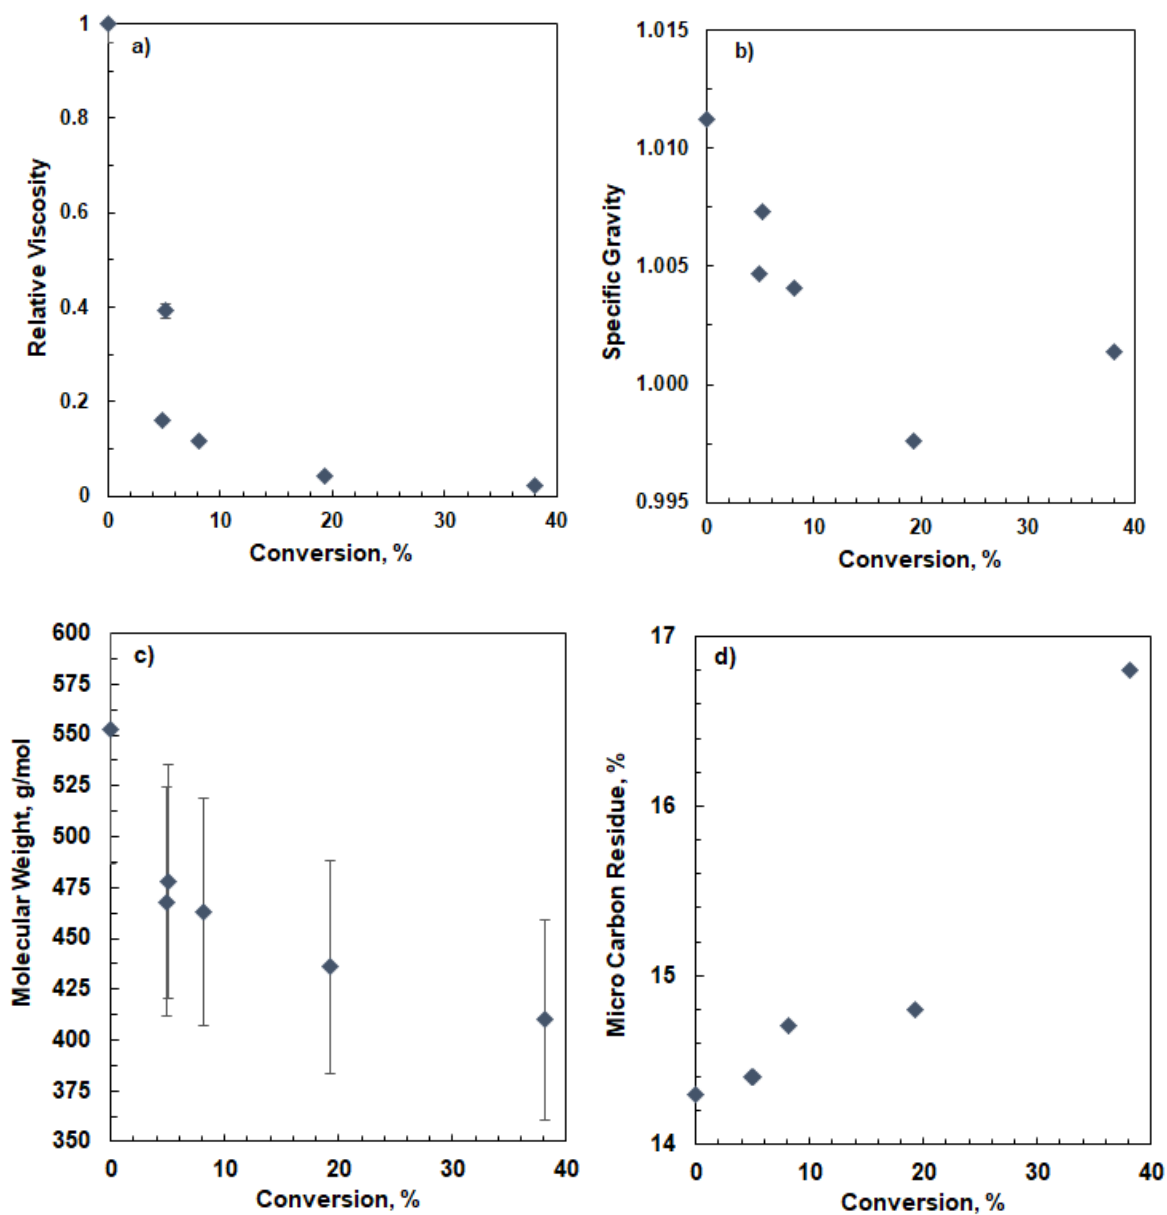 a)
1
0.8
0.6
0.4
0.2
0
0 10 20 30 40
Relative Viscosity
Conversion, %
b)
1.015
1.010
1.005
1.000
0.995
0 10 20 30 40
Specific Gravity
Conversion, %
c)
600
575
550
525
500
475
450
425
400
375
350
0 10 20 30 40
Molecular Weight, g/mol
Conversion, %
d)
17
16
15
14
0 10 20 30 40
Micro Carbon Residue, %
Conversion, %